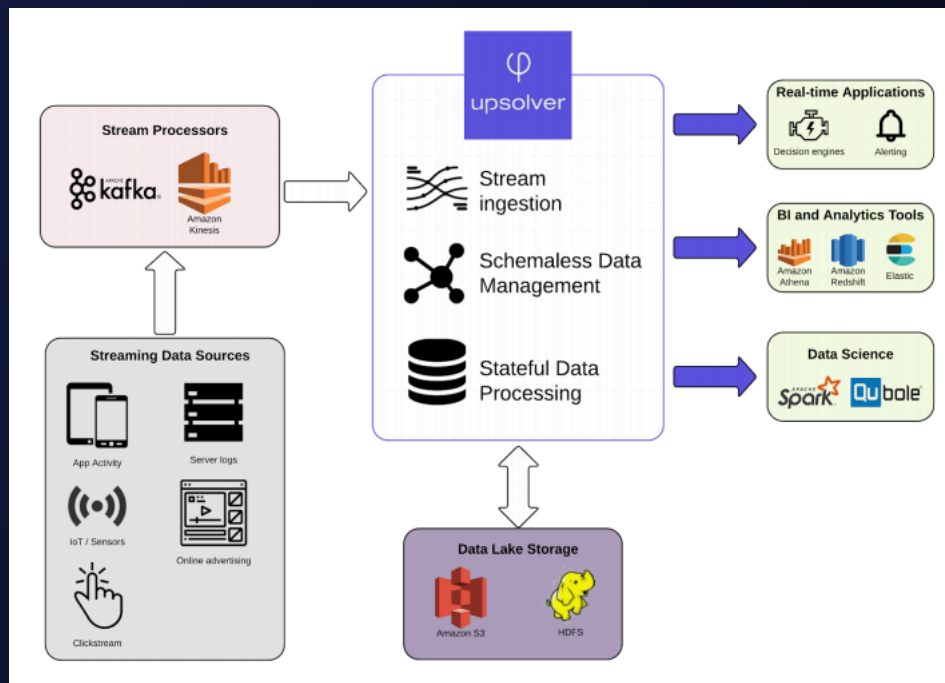 φ
upsolver
Stream Processors
APACHE
kafka®
Amazon
Kinesis
Streaming Data Sources
App Activity
Server logs
IoT / Sensors
Online advertising
Clickstream
Stream
ingestion
Schemaless Data
Management
Stateful Data
Processing
Data Lake Storage
Amazon S3
HDFS
Real-time Applications
Decision engines
Alerting
BI and Analytics Tools
Amazon
Athena
Amazon
Redshift
Elastic
Data Science
APACHE
Spark
Qubole